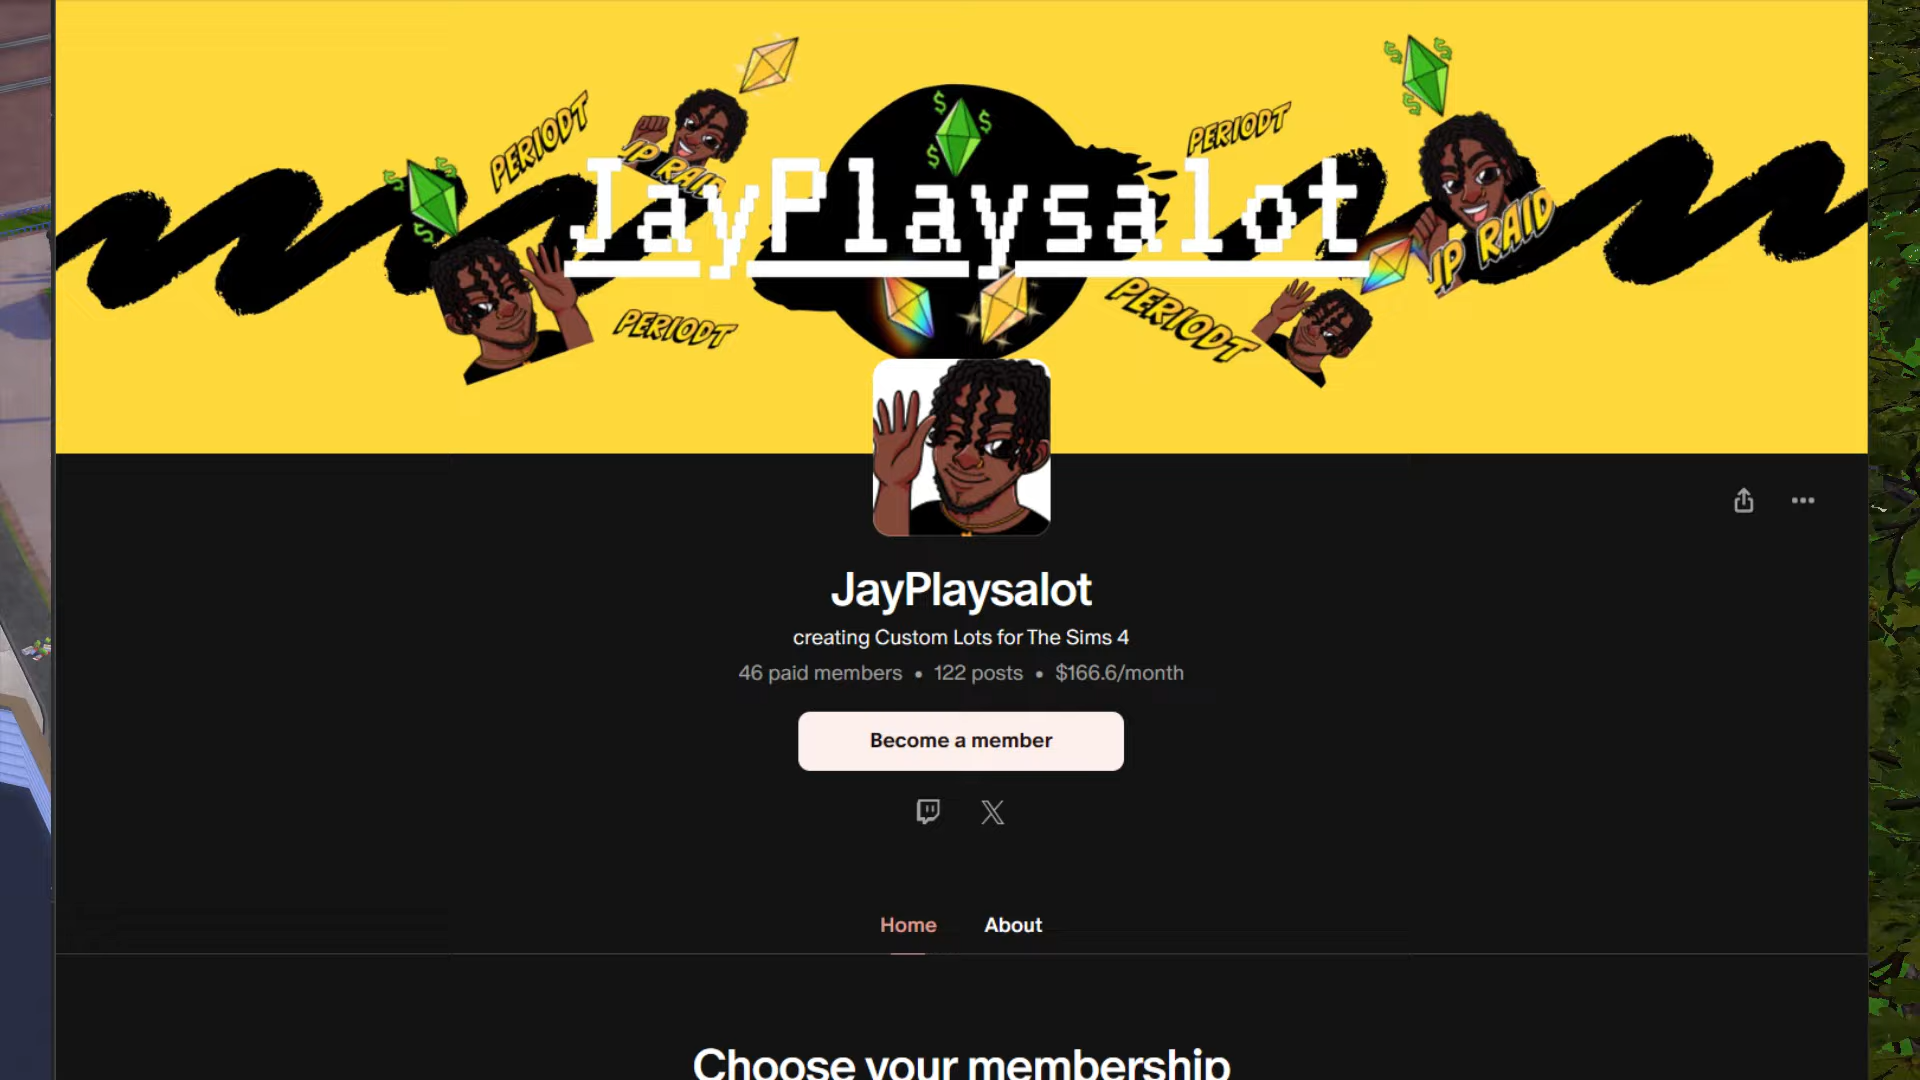 PERIODT
JP RAID
PERIODT
JP RAID
JayPlaysalot
PERIODT
PERIODT
JayPlaysalot
creating Custom Lots for The Sims 4
46 paid members • 122 posts • $166.6/month
Become a member
Home About
Choose your membership